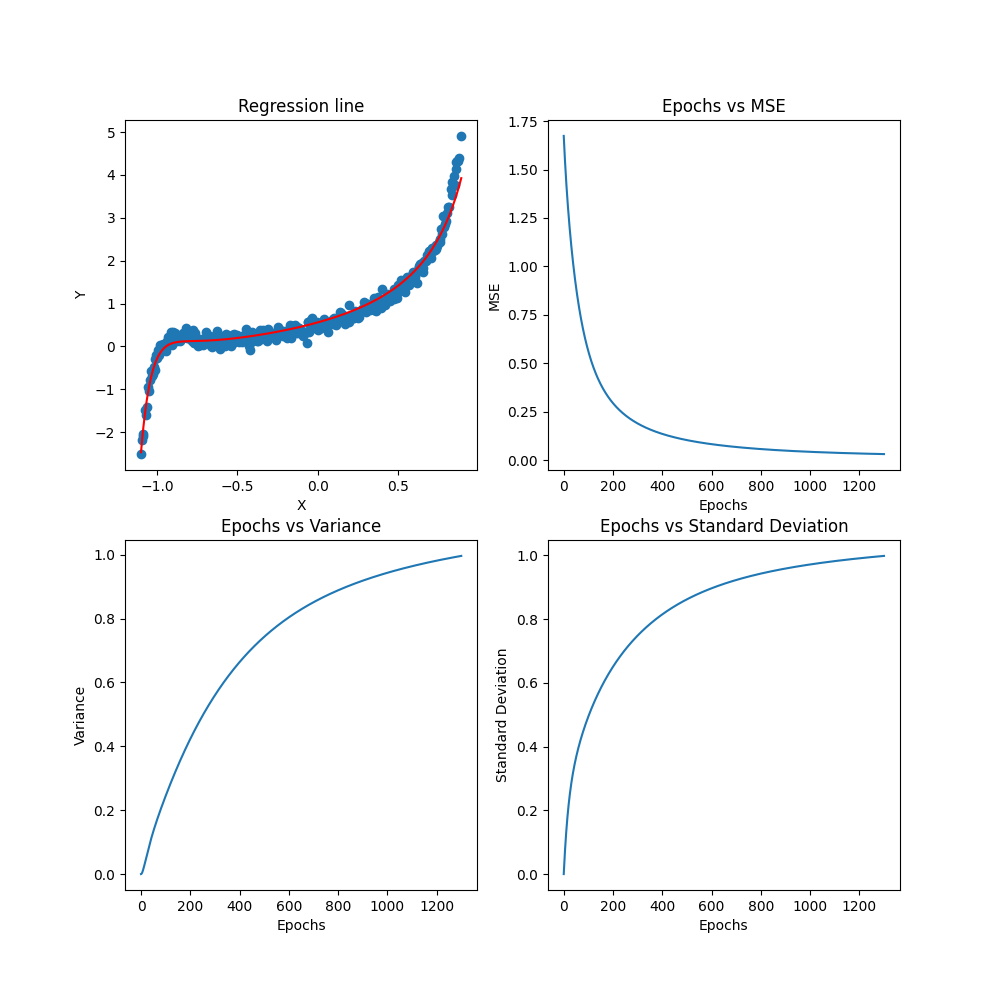 Regression line
5
4
3
2
1
0
−1
−2
Y
−1.0 −0.5 0.0 0.5
X
Epochs vs MSE
1.75
1.50
1.25
1.00
0.75
0.50
0.25
0.00
MSE
0 200 400 600 800 1000 1200
Epochs
Epochs vs Variance
1.0
0.8
0.6
0.4
0.2
0.0
Variance
0 200 400 600 800 1000 1200
Epochs
Epochs vs Standard Deviation
1.0
0.8
0.6
0.4
0.2
0.0
Standard Deviation
0 200 400 600 800 1000 1200
Epochs